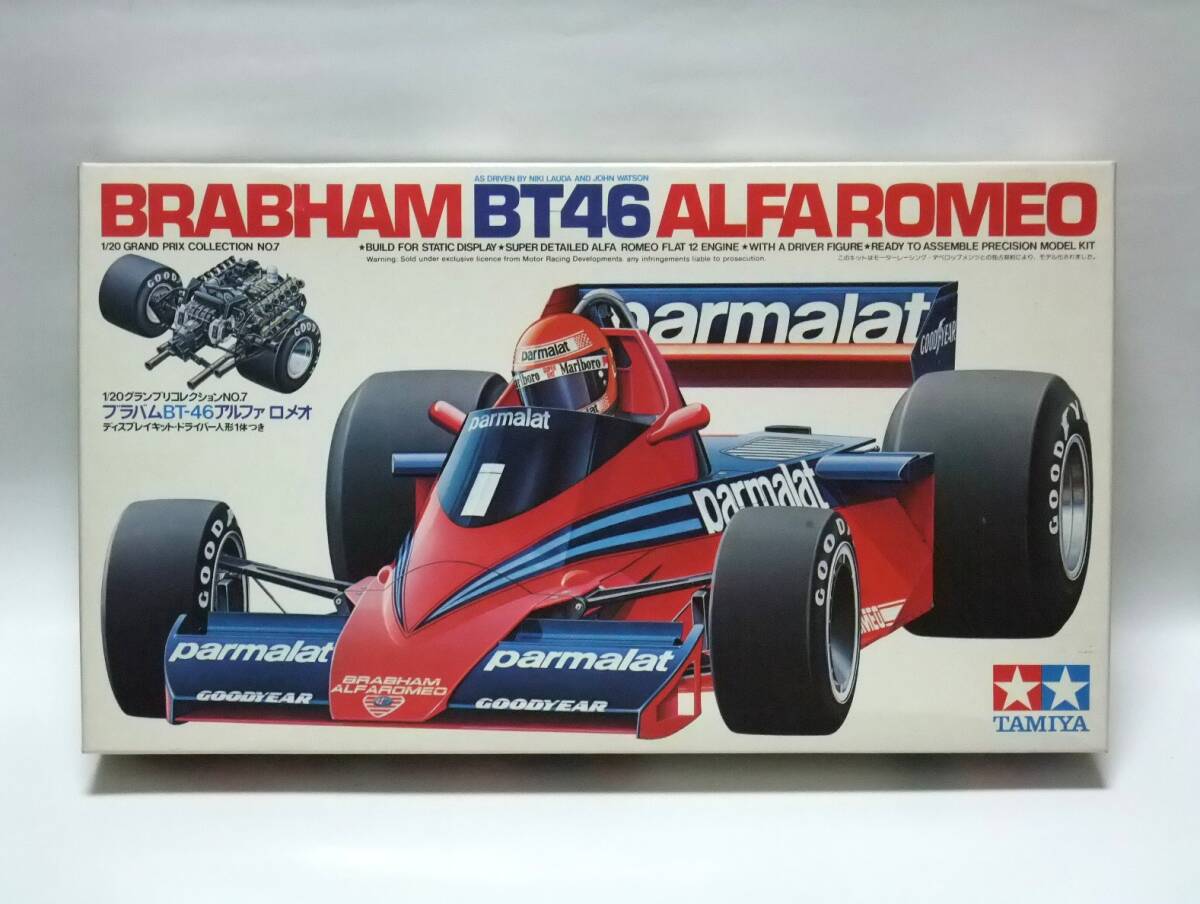 AS DRIVEN BY NIKI LAUDA AND JOHN WATSON
BRABHAM BT46 ALFAROMEO
1/20 GRAND PRIX COLLECTION NO.7
★BUILD FOR STATIC DISPLAY★SUPER DETAILED ALFA ROMEO FLAT 12 ENGINE ★WITH A DRIVER FIGURE★READY TO ASSEMBLE PRECISION MODEL KIT
Warning: Sold under exclusive licence from Motor Racing Developments. any infringements liable to prosecution.
このキットはモーターレーシング・デベロップメンツとの独占契約により、モデル化されました。
GOOD
GOOD
1/20グランプリコレクションNO.7
ブラバムBT-46アルファ ロメオ
ディスプレイキット・ドライバー人形1体つき
parmalat
GOODYEAR
parmalat
Marlboro
parmalat
1
parmalat
GOODY
GOOD
GOOD
ROMEO
parmalat
GOODYEAR
BRABHAM
ALFAROMEO
parmalat
GOODYEAR
TAMIYA